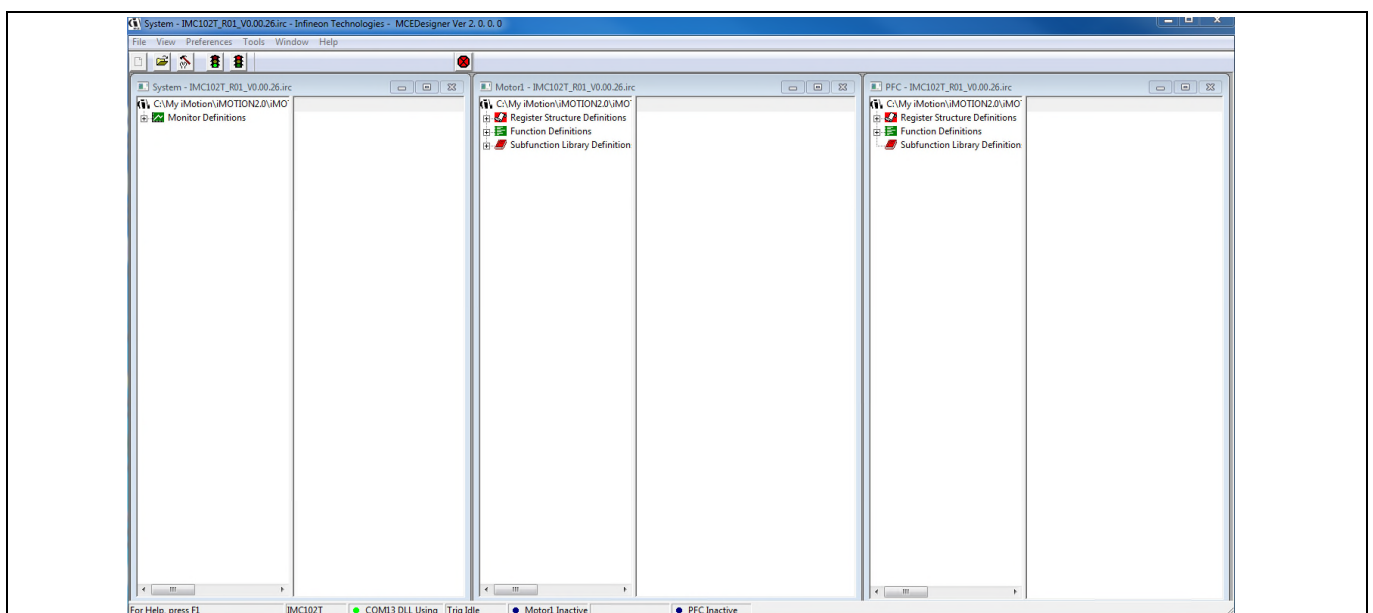 System - IMC102T_R01_V0.00.26.irc - Infineon Technologies - MCEDesigner Ver 2. 0. 0. 0
File View Preferences Tools Window Help
System - IMC102T_R01_V0.00.26.irc
C:\My iMotion\iMOTION2.0\iMO
Monitor Definitions
Motor1 - IMC102T_R01_V0.00.26.irc
C:\My iMotion\iMOTION2.0\iMO
Register Structure Definitions
Function Definitions
Subfunction Library Definition
PFC - IMC102T_R01_V0.00.26.irc
C:\My iMotion\iMOTION2.0\iMO
Register Structure Definitions
Function Definitions
Subfunction Library Definition
For Help, press F1 IMC102T COM13 DLL Using Trig Idle Motor1 Inactive PFC Inactive